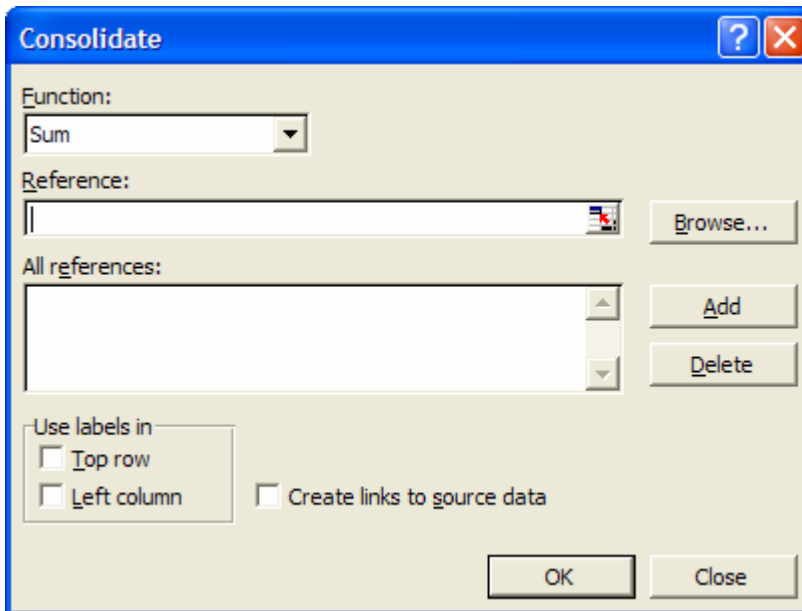 Consolidate
Function:
Sum
Reference:
Browse...
All references:
Add
Delete
Use labels in
Top row
Left column
Create links to source data
OK
Close